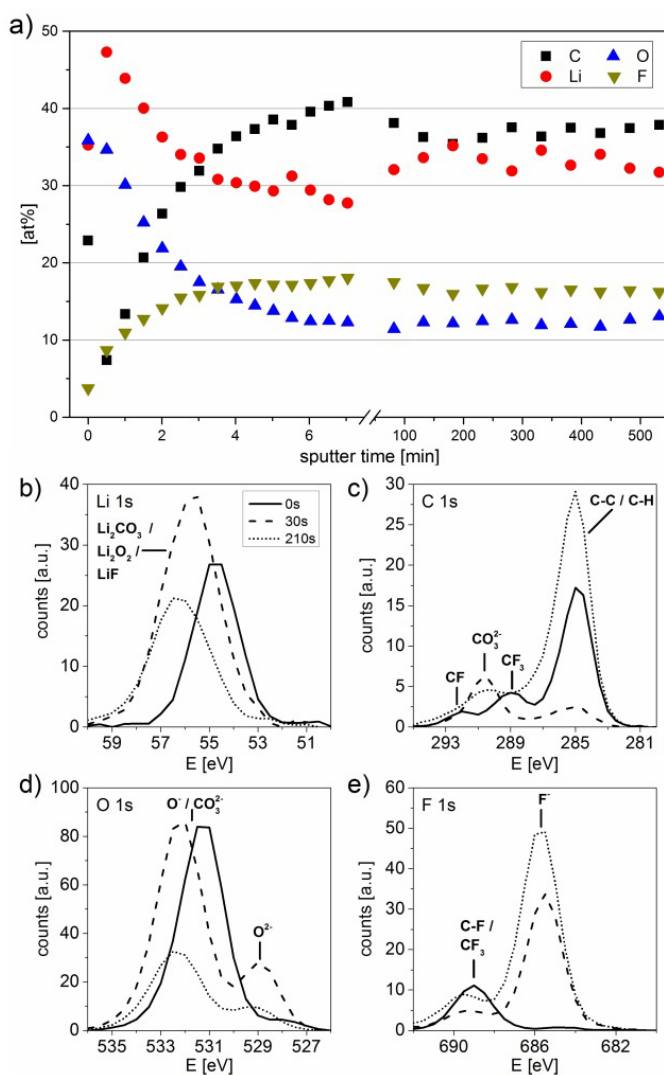 a)
50
40
30
20
10
0
[at%]
C
O
Li
F
0 2 4 6 100 200 300 400 500
sputter time [min]
b)
Li 1s
Li₂CO₃ /
Li₂O₂ /
LiF
0s
30s
210s
40
30
20
10
0
counts [a.u.]
59 57 55 53 51
E [eV]
c)
C 1s
C-C / C-H
CO₃²⁻
CF
CF₃
30
25
20
15
10
5
0
counts [a.u.]
293 289 285 281
E [eV]
d)
O 1s
O⁻ / CO₃²⁻
O²⁻
100
80
60
40
20
0
counts [a.u.]
535 533 531 529 527
E [eV]
e)
F 1s
F⁻
C-F /
CF₃
60
50
40
30
20
10
0
counts [a.u.]
690 686 682
E [eV]